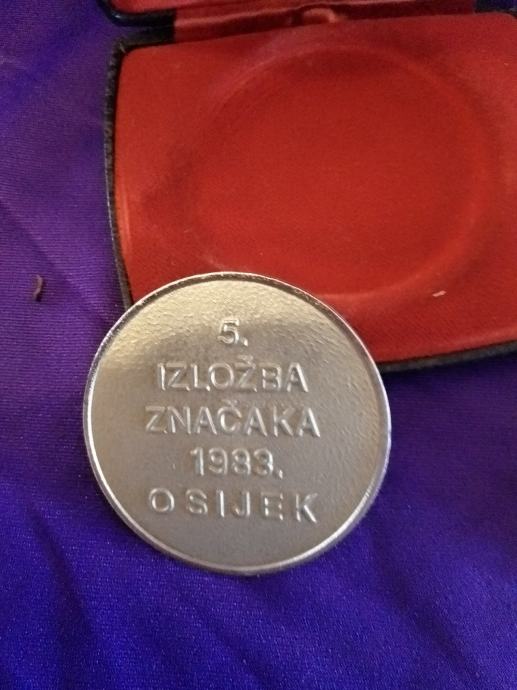 5.
IZLOŽBA
ZNAČAKA
1983.
OSIJEK